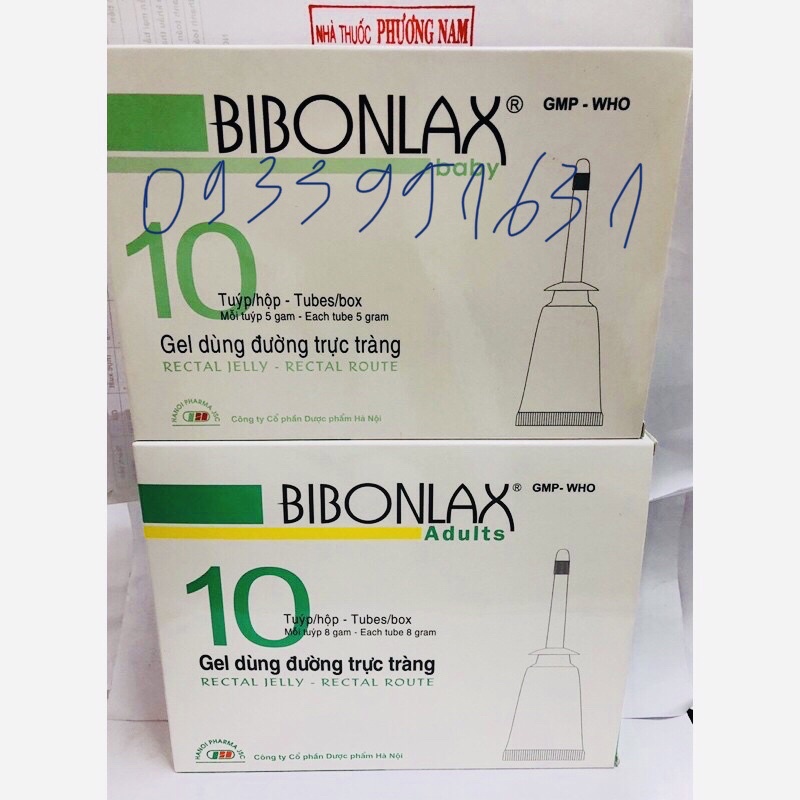 NHÀ THUỐC PHƯƠNG NAM
BIBONLAX® GMP - WHO
baby
0935991631
10
Tuýp/hộp - Tubes/box
Mỗi tuýp 5 gam - Each tube 5 gram
Gel dùng đường trực tràng
RECTAL JELLY - RECTAL ROUTE
HANOI PHARMA JSC
Công ty Cổ phần Dược phẩm Hà Nội
BIBONLAX® GMP- WHO
Adults
10
Tuýp/hộp - Tubes/box
Mỗi tuýp 8 gam - Each tube 8 gram
Gel dùng đường trực tràng
RECTAL JELLY - RECTAL ROUTE
HANOI PHARMA JSC
Công ty Cổ phần Dược phẩm Hà Nội